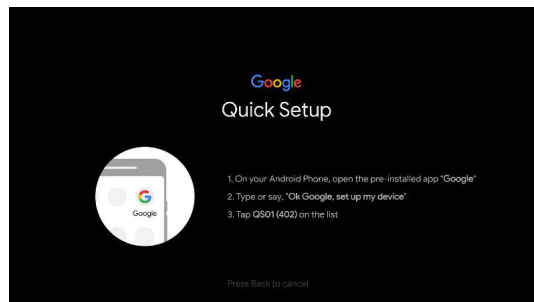 Google
Quick Setup
1. On your Android Phone, open the pre-installed app "Google"
2. Type or say, "Ok Google, set up my device"
G
Google
3. Tap QS01 (402) on the list
Press Back to cancel